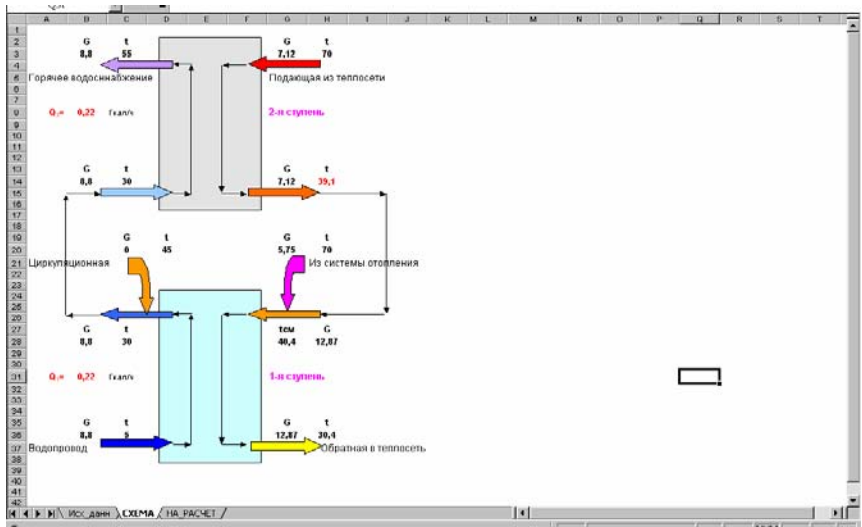 A B C D E F G H I J K L M N O P Q R S T
G t G t
8,8 55 7,12 70
Горячее водосннабжение Подающая из теплосети
Q₂= 0,22 Гкал/ч 2-я ступень
G t G t
8,8 30 7,12 39,1
G t G t
0 45 5,75 70
Циркуляционная Из системы отопления
G t tсм G
8,8 30 40,4 12,87
Q₁= 0,22 Гкал/ч 1-я ступень
G t G t
8,8 5 12,87 30,4
Водопровод Обратная в теплосеть
Исх_данн СХЕМА НА_РАСЧЕТ